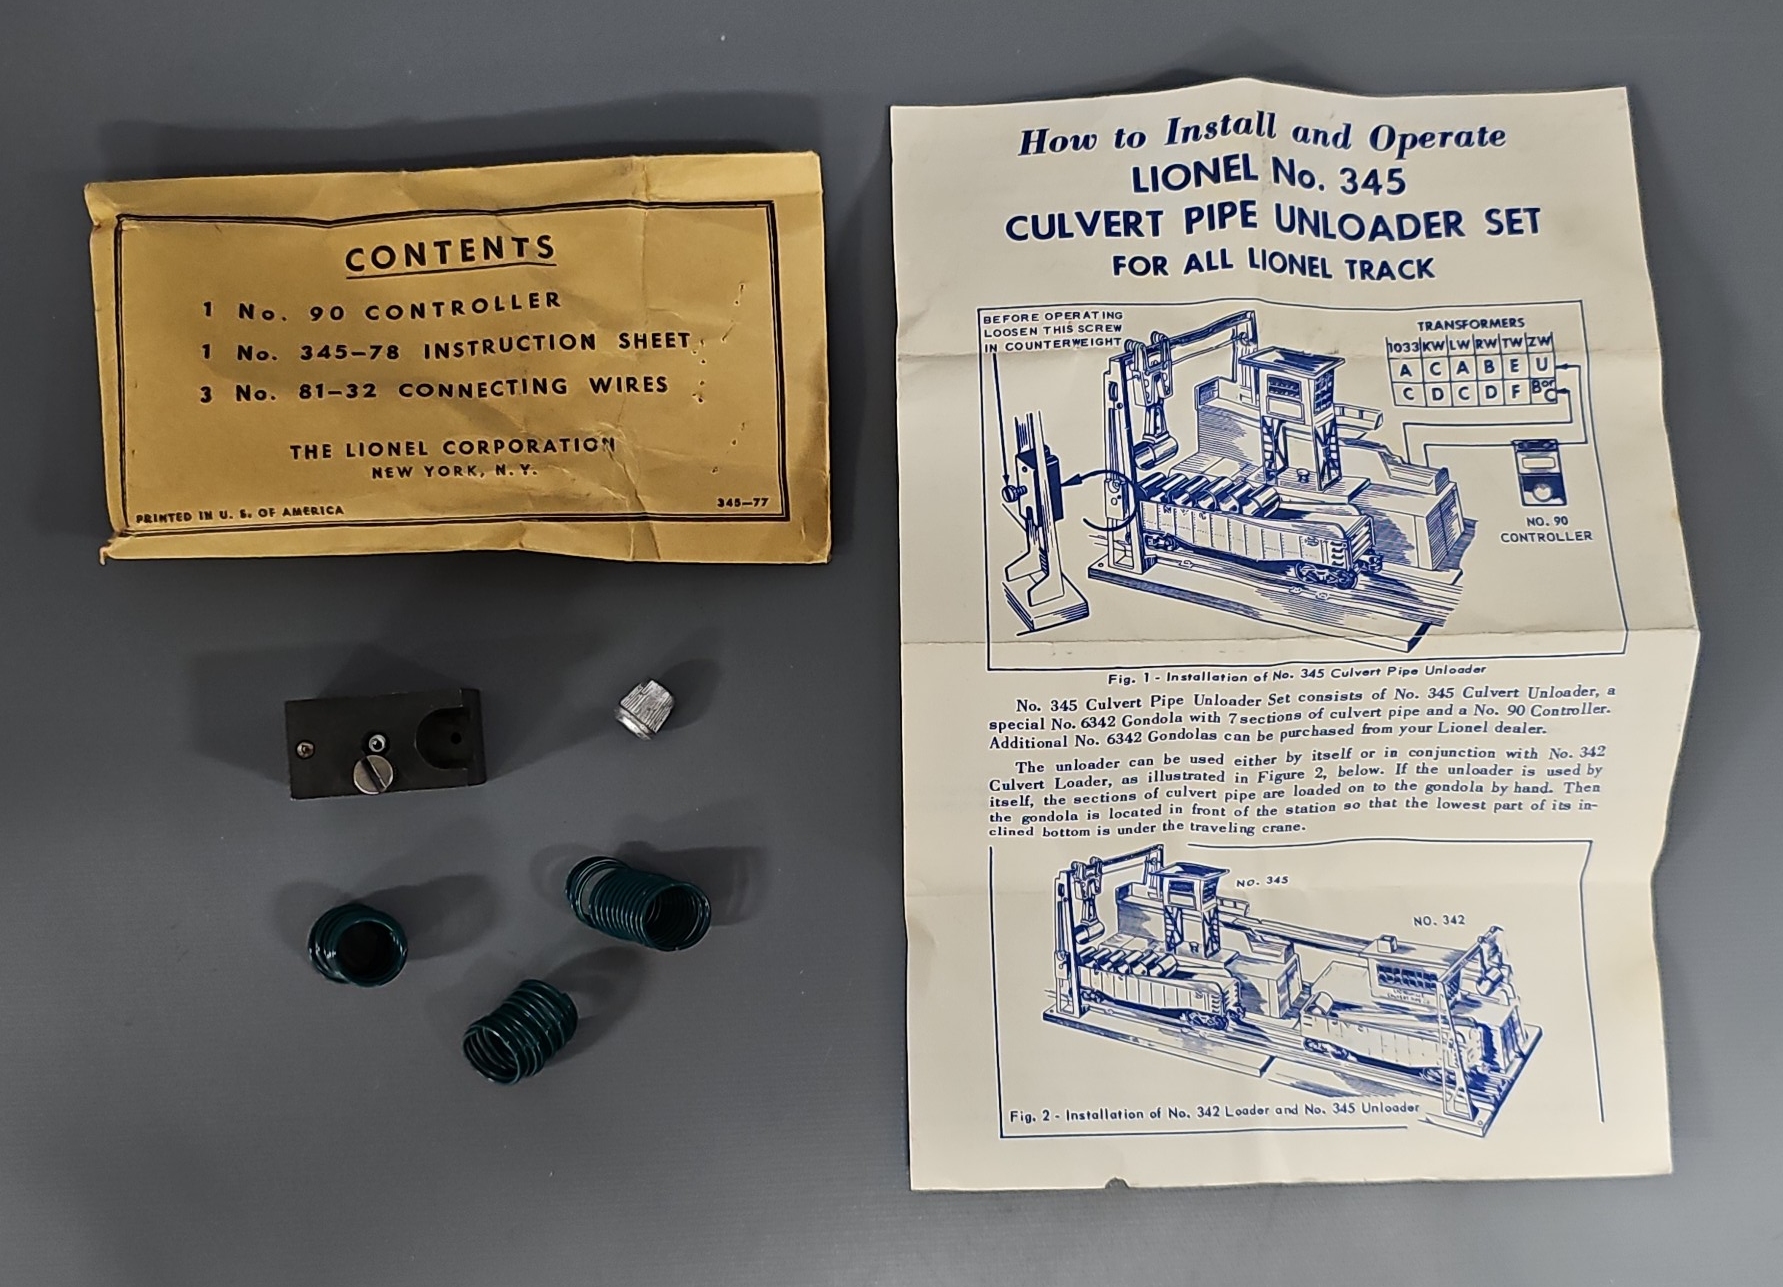 CONTENTS
1 No. 90 CONTROLLER
1 No. 345-78 INSTRUCTION SHEET
3 No. 81-32 CONNECTING WIRES
THE LIONEL CORPORATION
NEW YORK, N.Y.
PRINTED IN U. S. OF AMERICA
345-77
How to Install and Operate
LIONEL No. 345
CULVERT PIPE UNLOADER SET
FOR ALL LIONEL TRACK
BEFORE OPERATING
LOOSEN THIS SCREW
IN COUNTERWEIGHT
TRANSFORMERS
1033 KW LW RW TW ZW
A C A B E U
C D C D F B or C
NO. 90
CONTROLLER
N Y C
Fig. 1 - Installation of No. 345 Culvert Pipe Unloader
No. 345 Culvert Pipe Unloader Set consists of No. 345 Culvert Unloader, a
special No. 6342 Gondola with 7 sections of culvert pipe and a No. 90 Controller.
Additional No. 6342 Gondolas can be purchased from your Lionel dealer.
The unloader can be used either by itself or in conjunction with No. 342
Culvert Loader, as illustrated in Figure 2, below. If the unloader is used by
itself, the sections of culvert pipe are loaded on to the gondola by hand. Then
the gondola is located in front of the station so that the lowest part of its in-
clined bottom is under the traveling crane.
NO. 345
NO. 342
Fig. 2 - Installation of No. 342 Loader and No. 345 Unloader